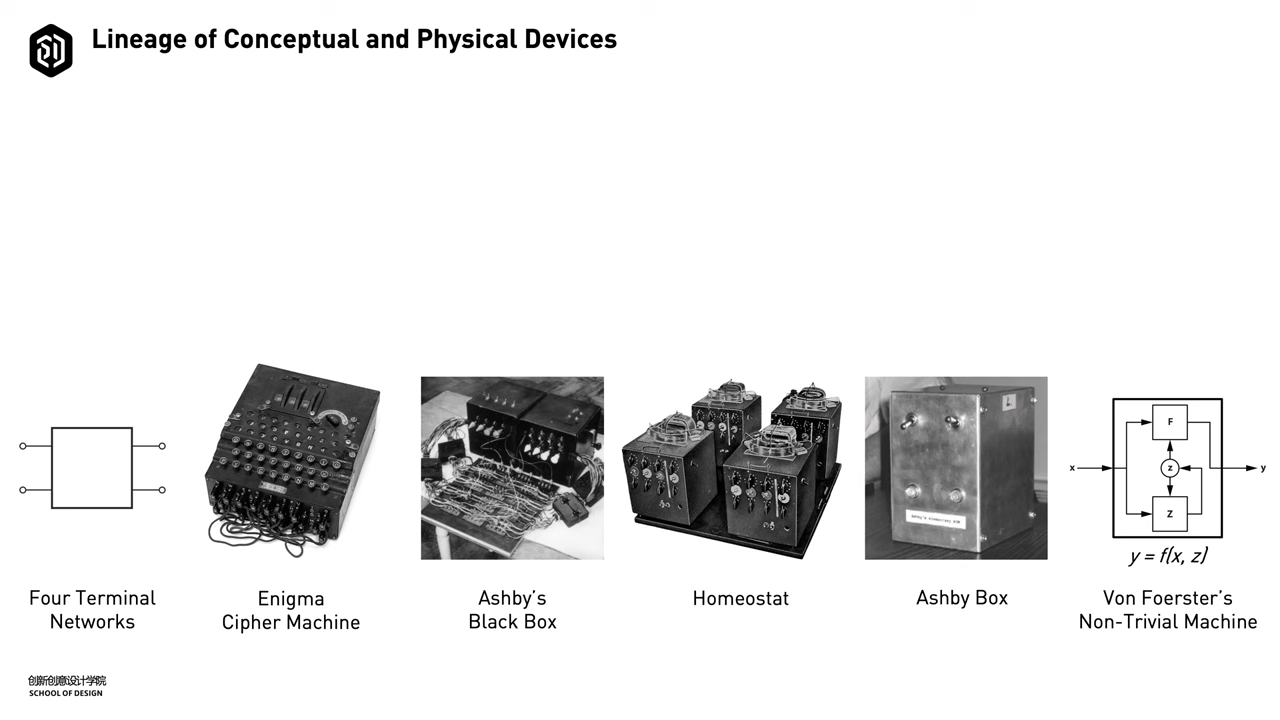 Lineage of Conceptual and Physical Devices
Four Terminal
Networks
Enigma
Cipher Machine
Ashby's
Black Box
Homeostat
Ashby Box
x
F
z
Z
y
y = f(x, z)
Von Foerster's
Non-Trivial Machine
创新创意设计学院
SCHOOL OF DESIGN